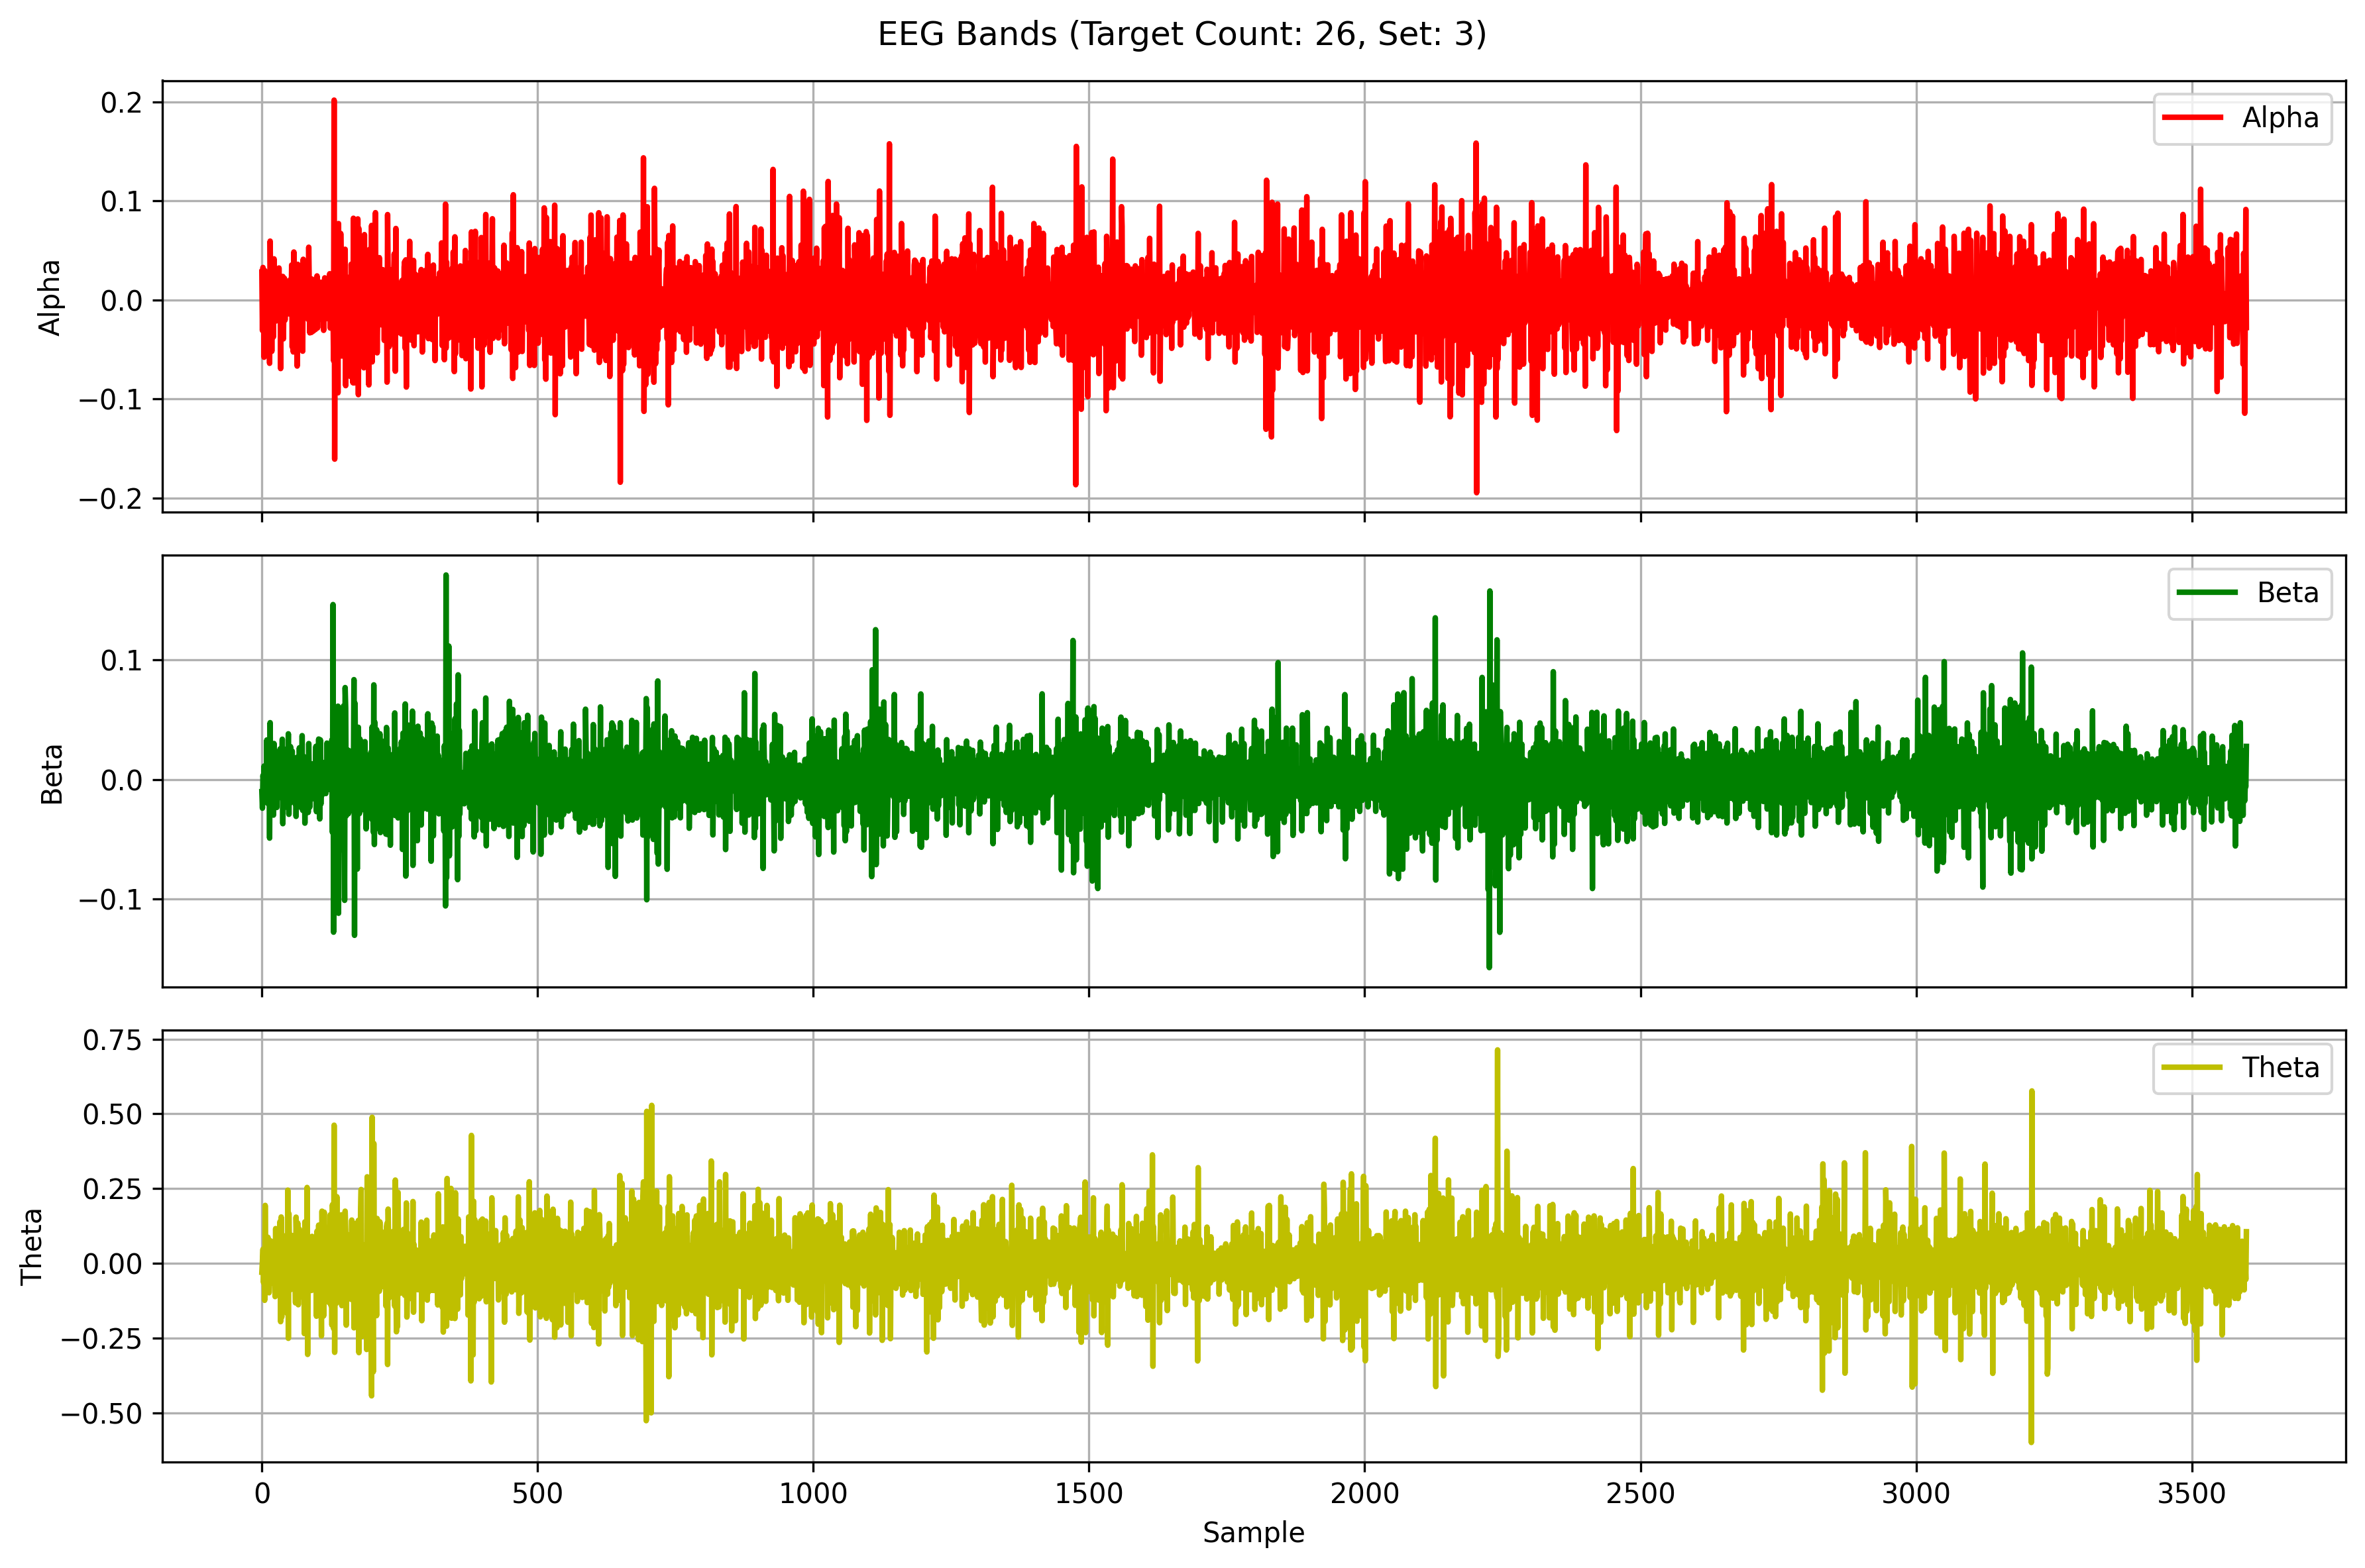 EEG Bands (Target Count: 26, Set: 3)
0.2
0.1
0.0
−0.1
−0.2
Alpha
Alpha
0.1
0.0
−0.1
Beta
Beta
0.75
0.50
0.25
0.00
−0.25
−0.50
Theta
Theta
0 500 1000 1500 2000 2500 3000 3500
Sample